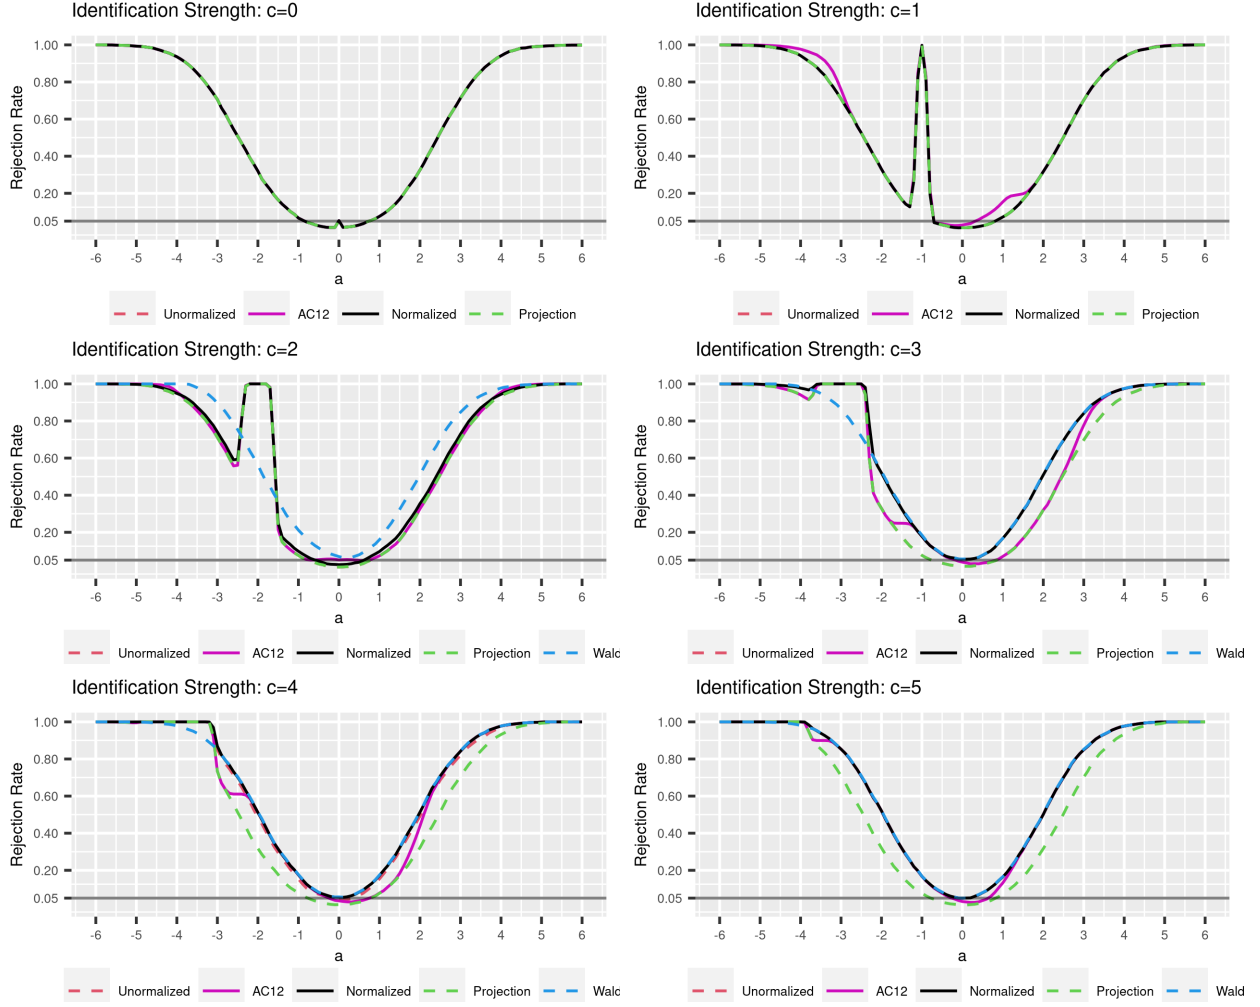 Identification Strength: c=0
Rejection Rate
1.00
0.80
0.60
0.40
0.20
0.05
-6 -5 -4 -3 -2 -1 0 1 2 3 4 5 6
a
Unormalized AC12 Normalized Projection
Identification Strength: c=1
Rejection Rate
1.00
0.80
0.60
0.40
0.20
0.05
-6 -5 -4 -3 -2 -1 0 1 2 3 4 5 6
a
Unormalized AC12 Normalized Projection
Identification Strength: c=2
Rejection Rate
1.00
0.80
0.60
0.40
0.20
0.05
-6 -5 -4 -3 -2 -1 0 1 2 3 4 5 6
a
Unormalized AC12 Normalized Projection Wald
Identification Strength: c=3
Rejection Rate
1.00
0.80
0.60
0.40
0.20
0.05
-6 -5 -4 -3 -2 -1 0 1 2 3 4 5 6
a
Unormalized AC12 Normalized Projection Wald
Identification Strength: c=4
Rejection Rate
1.00
0.80
0.60
0.40
0.20
0.05
-6 -5 -4 -3 -2 -1 0 1 2 3 4 5 6
a
Unormalized AC12 Normalized Projection Wald
Identification Strength: c=5
Rejection Rate
1.00
0.80
0.60
0.40
0.20
0.05
-6 -5 -4 -3 -2 -1 0 1 2 3 4 5 6
a
Unormalized AC12 Normalized Projection Wald